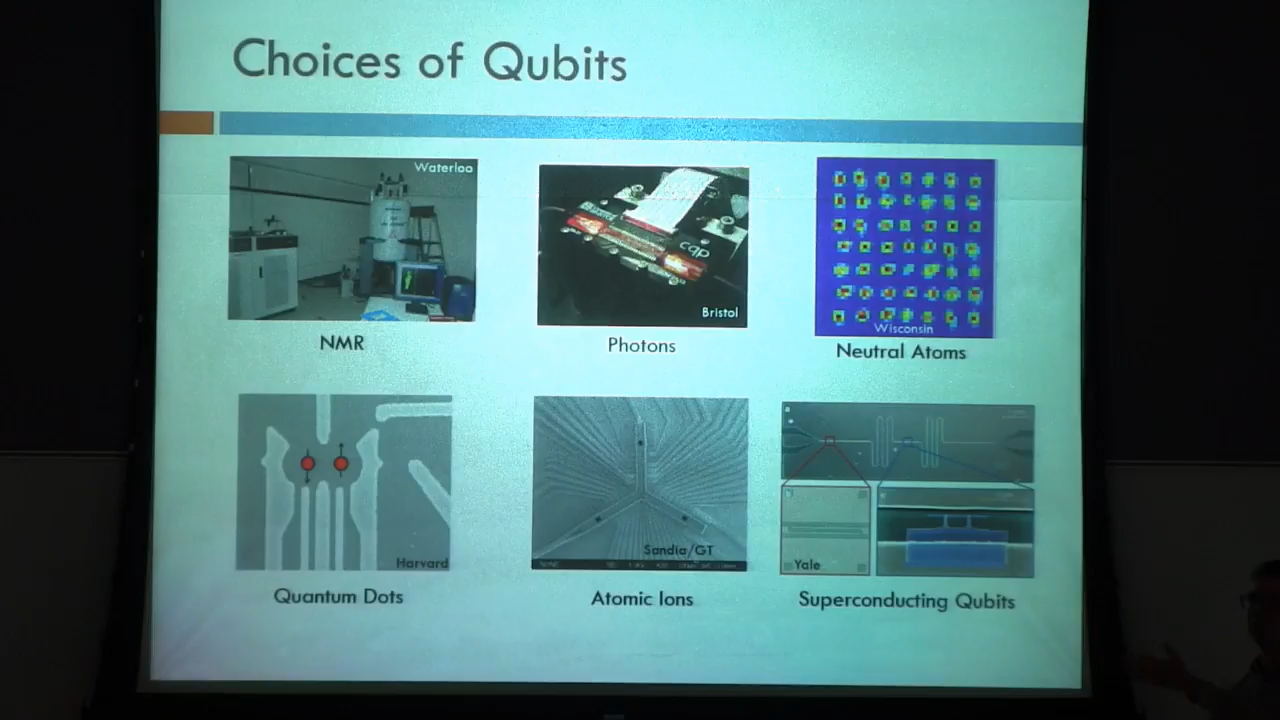 Choices of Qubits
Waterloo
NMR
cqp
Bristol
Photons
Wisconsin
Neutral Atoms
Harvard
Quantum Dots
Sandia/GT
Atomic Ions
Yale
Superconducting Qubits